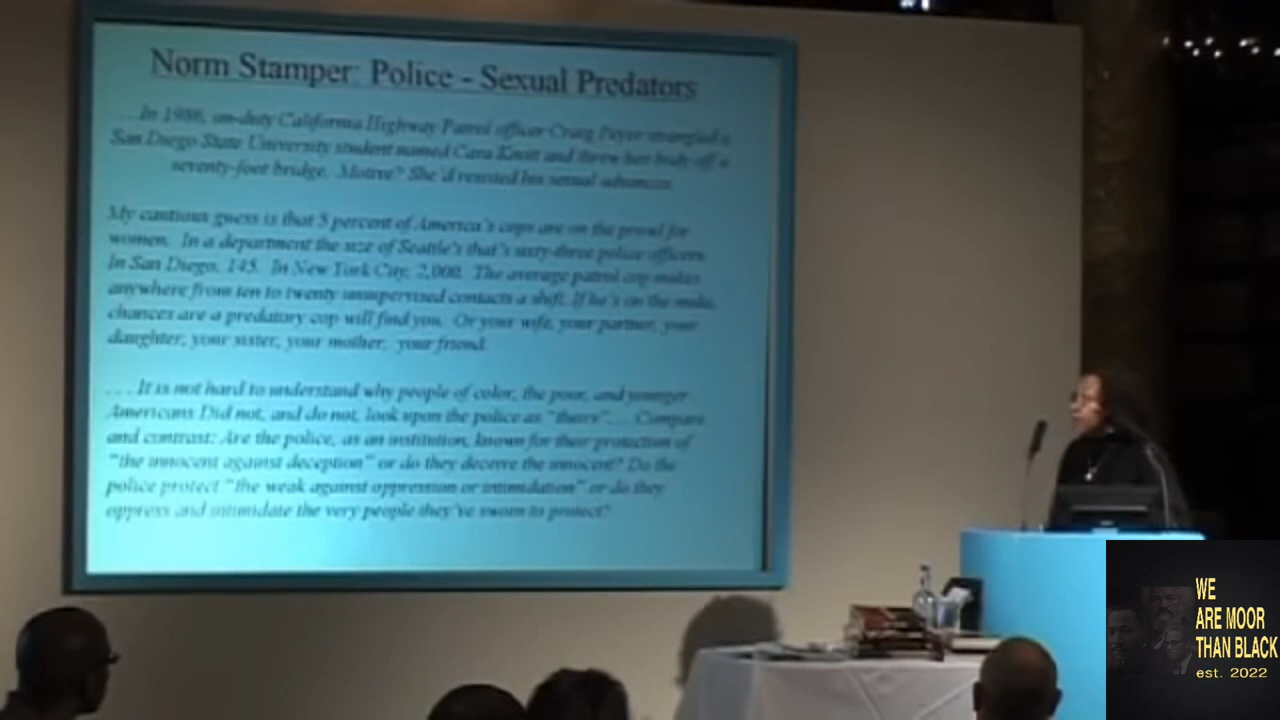 Norm Stamper: Police - Sexual Predators
....In 1986, on-duty California Highway Patrol officer Craig Peyer strangled a
San Diego State University student named Cara Knott and threw her body off a
seventy-foot bridge. Motive? She'd resisted his sexual advances.
My cautious guess is that 5 percent of America's cops are on the prowl for
women. In a department the size of Seattle's that's sixty-three police officers.
In San Diego, 145. In New York City, 2,000. The average patrol cop makes
anywhere from ten to twenty unsupervised contacts a shift. If he's on the make,
chances are a predatory cop will find you. Or your wife, your partner, your
daughter, your sister, your mother, your friend.
. . . It is not hard to understand why people of color, the poor, and younger
Americans Did not, and do not, look upon the police as "theirs".... Compare
and contrast: Are the police, as an institution, known for their protection of
"the innocent against deception" or do they deceive the innocent? Do the
police protect "the weak against oppression or intimidation" or do they
oppress and intimidate the very people they've sworn to protect?
WE
ARE MOOR
THAN BLACK
est. 2022